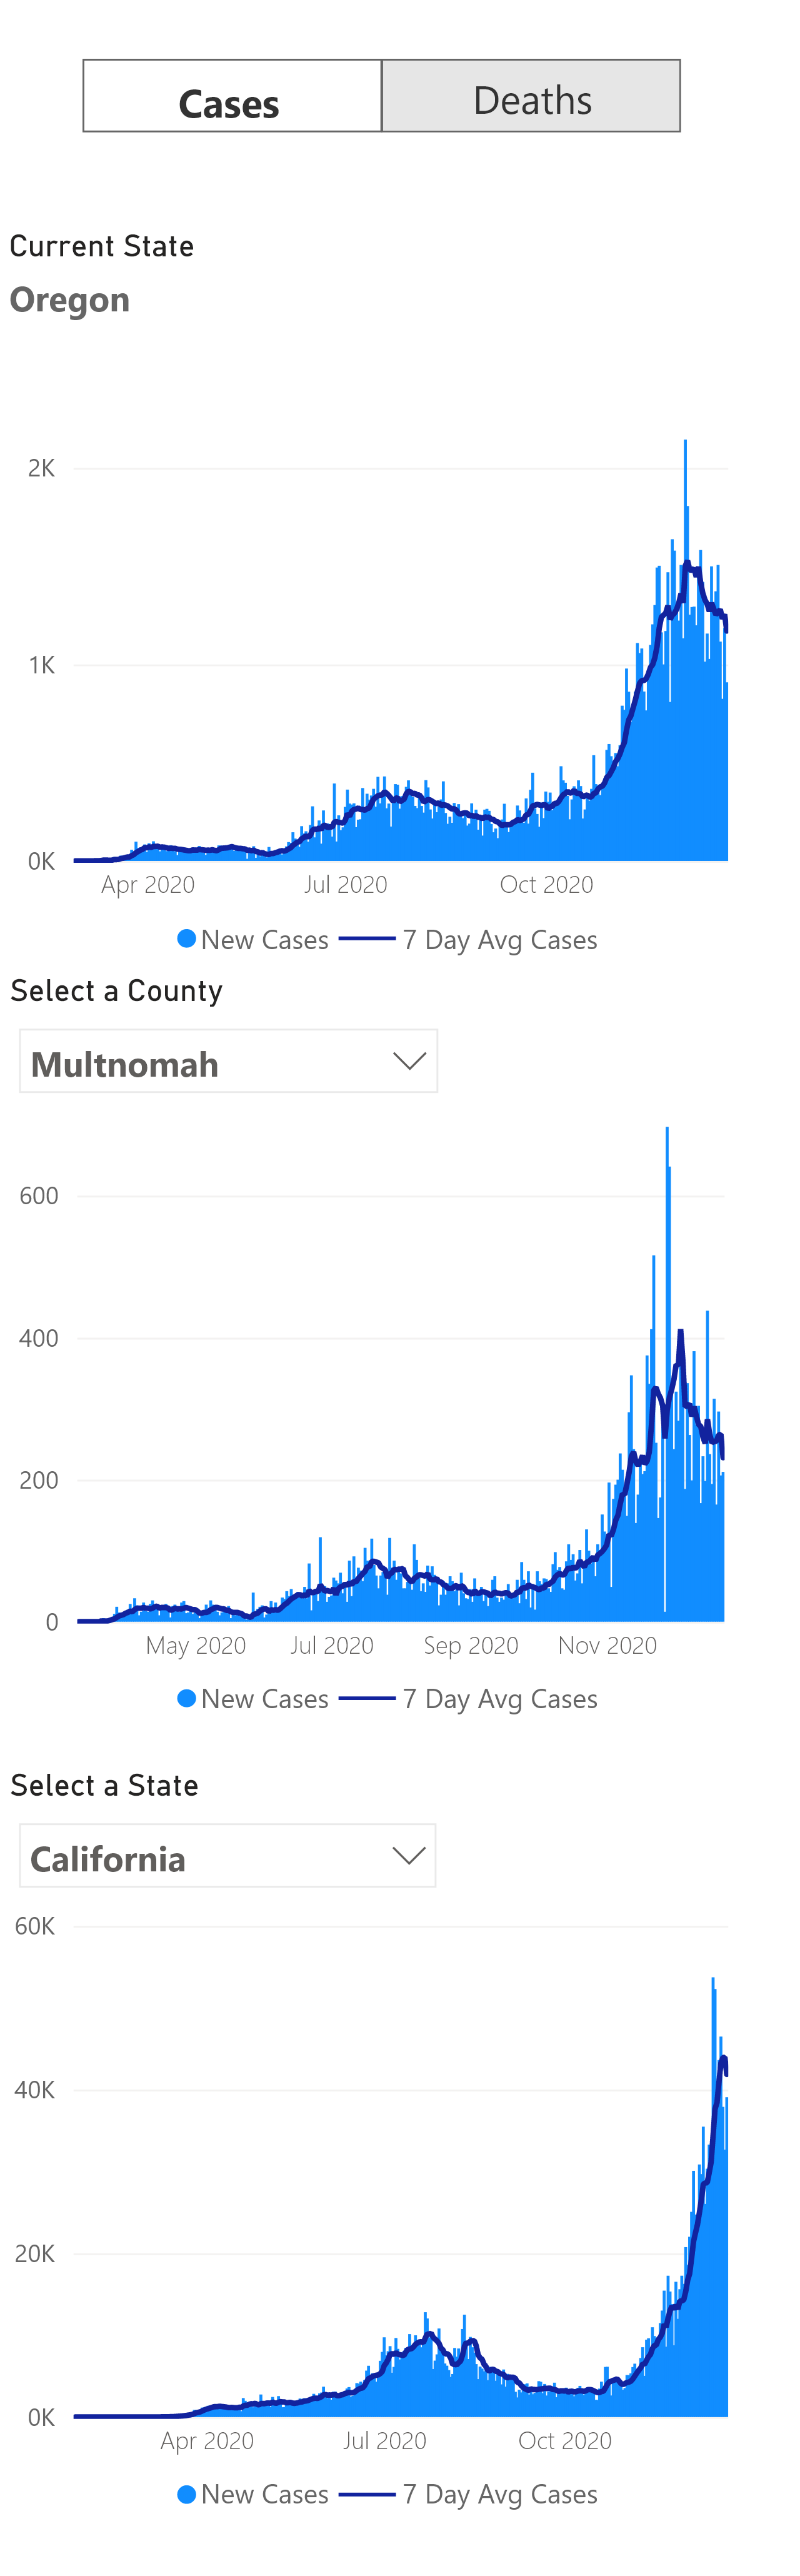 Cases Deaths
Current State
Oregon
2K
1K
0K
Apr 2020 Jul 2020 Oct 2020
New Cases 7 Day Avg Cases
Select a County
Multnomah
600
400
200
0
May 2020 Jul 2020 Sep 2020 Nov 2020
New Cases 7 Day Avg Cases
Select a State
California
60K
40K
20K
0K
Apr 2020 Jul 2020 Oct 2020
New Cases 7 Day Avg Cases